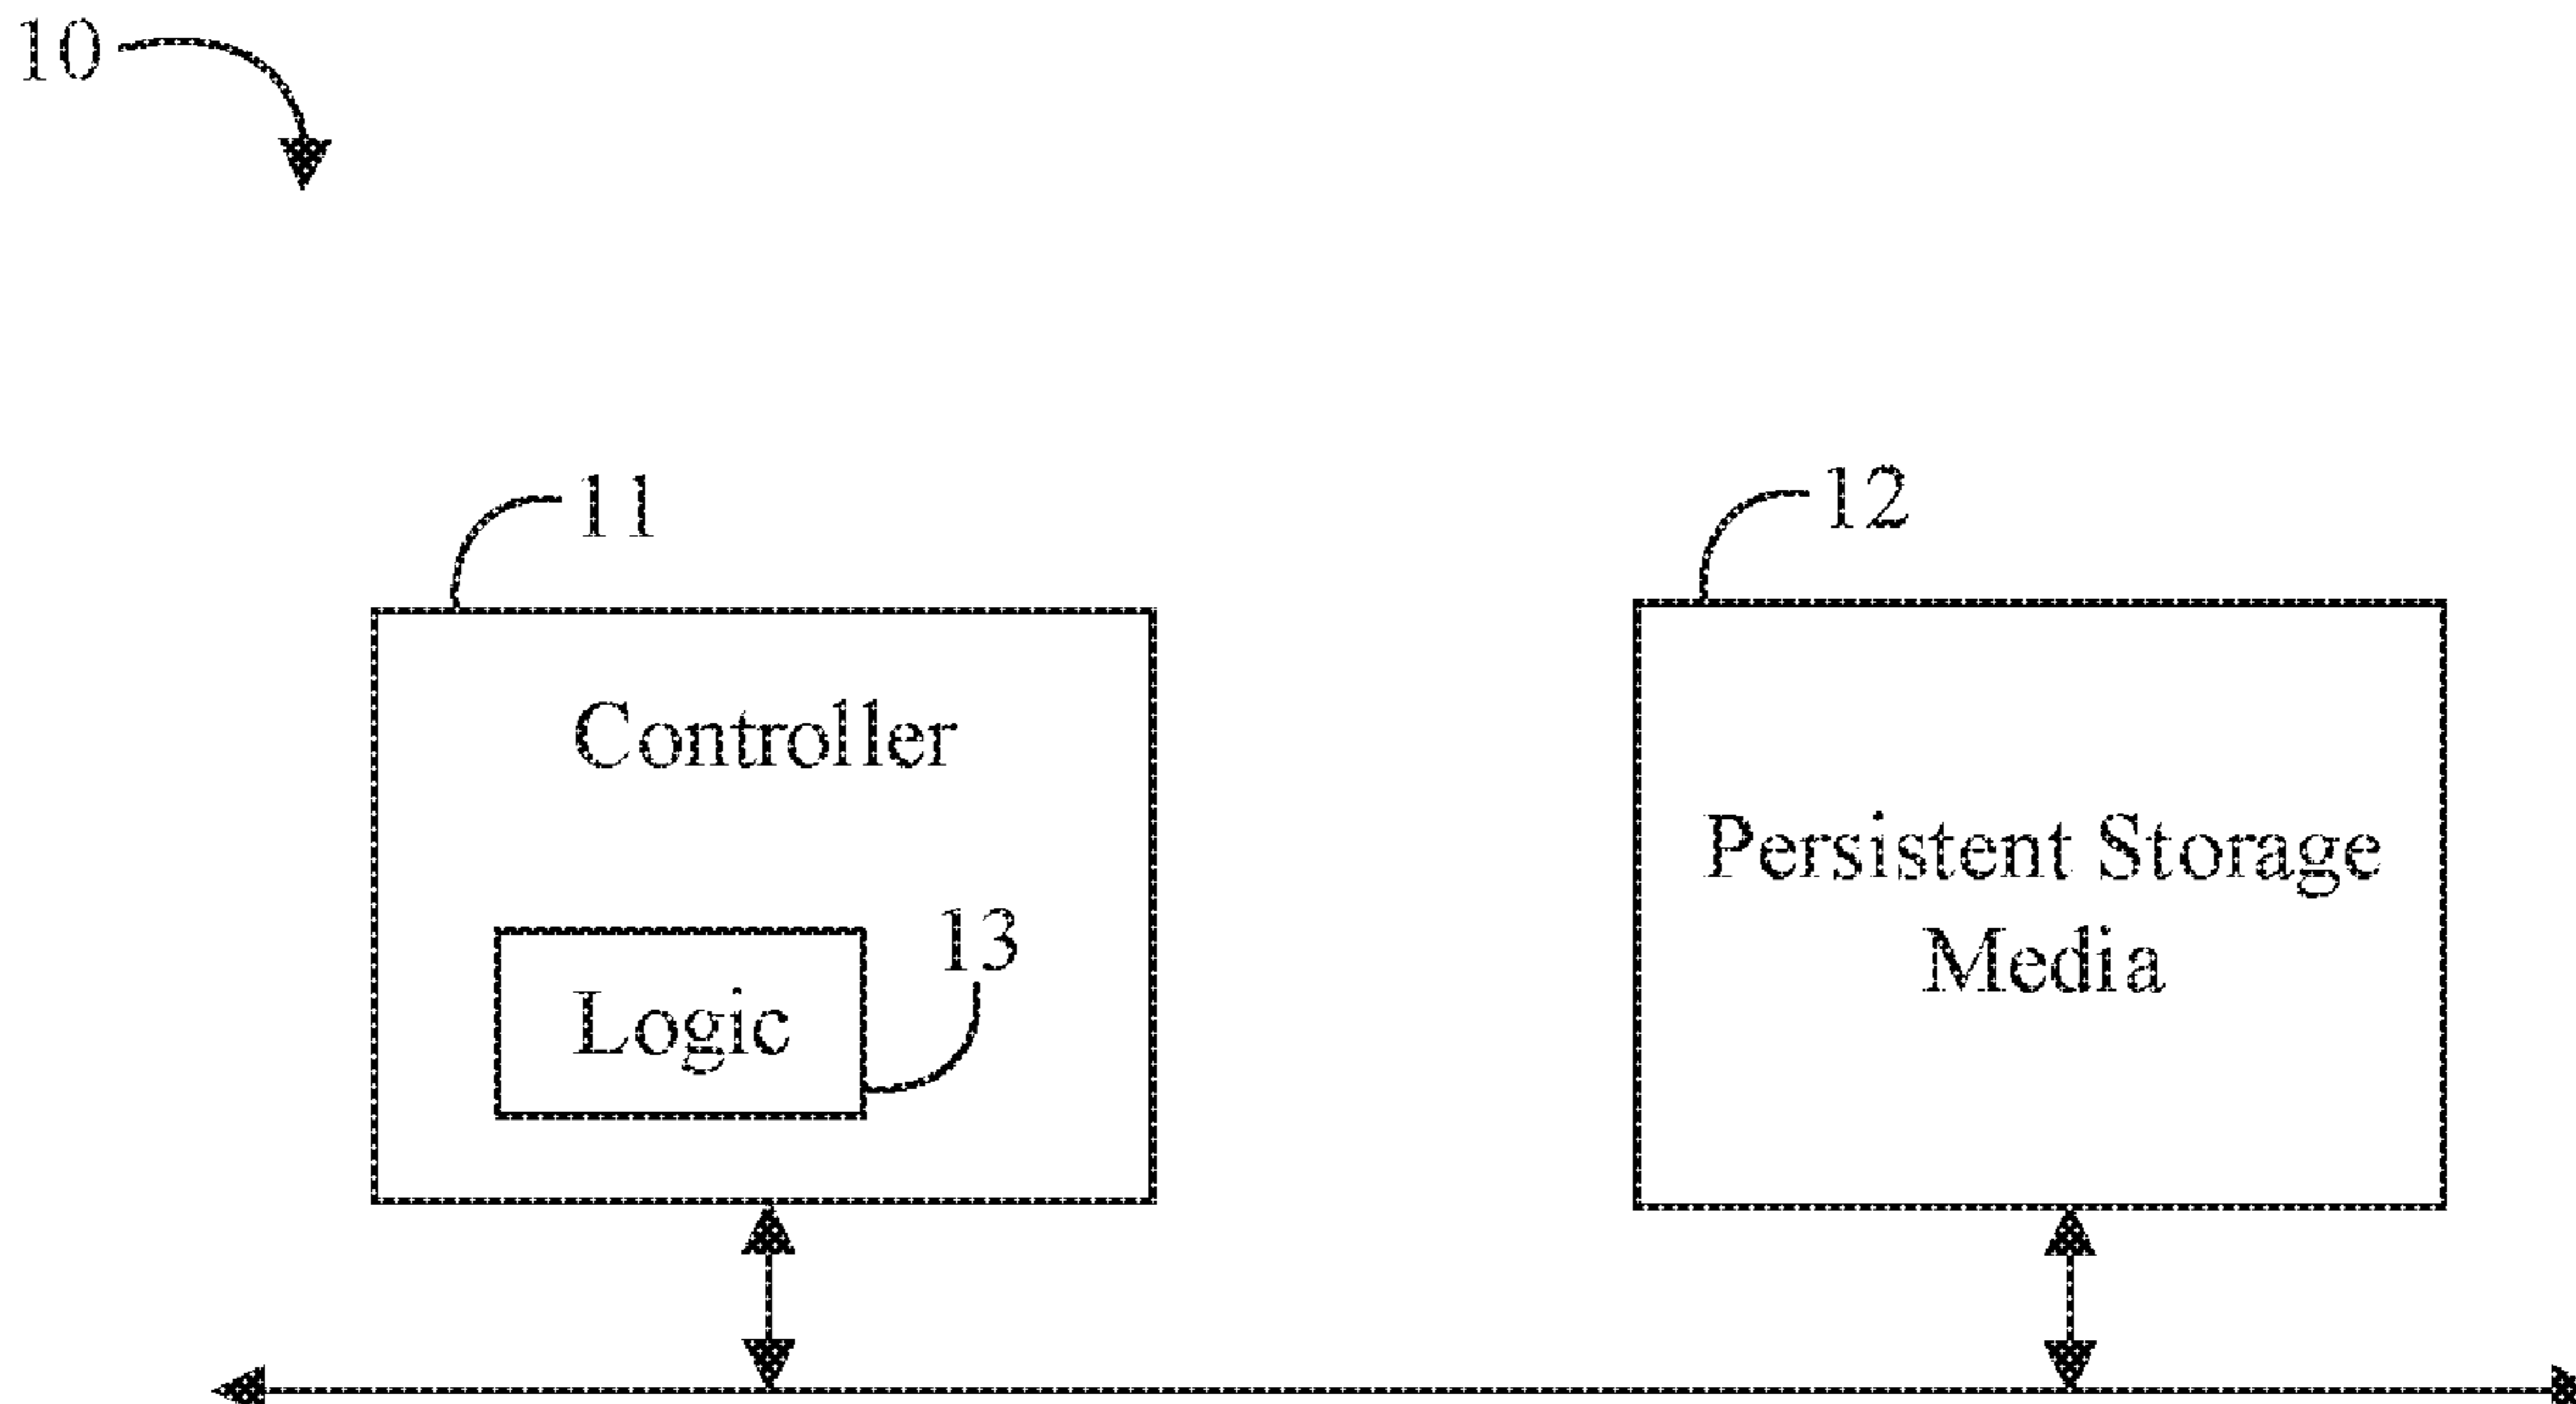 10
11
12
Controller
Persistent Storage
Media
13
Logic